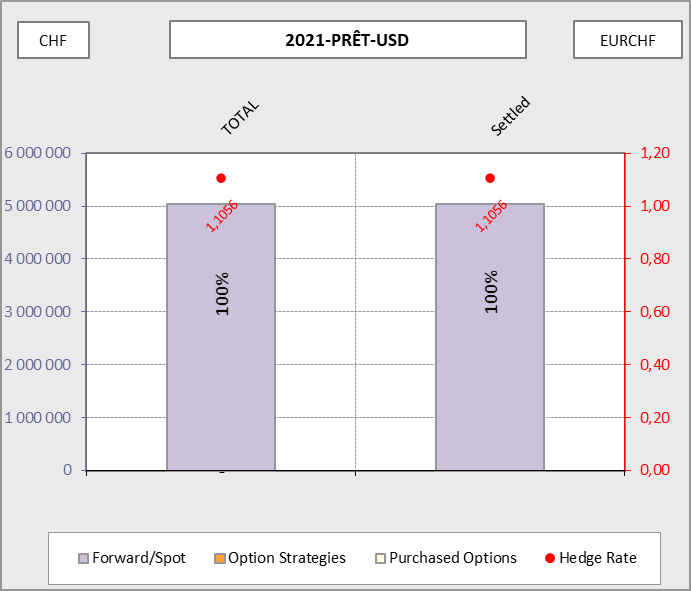 CHF 2021-PRÊT-USD EURCHF
TOTAL Settled
6 000 000 1,20
5 000 000 1,00
4 000 000 0,80
3 000 000 0,60
2 000 000 0,40
1 000 000 0,20
0 0,00
1,1056 1,1056
100% 100%
-
Forward/Spot Option Strategies Purchased Options Hedge Rate